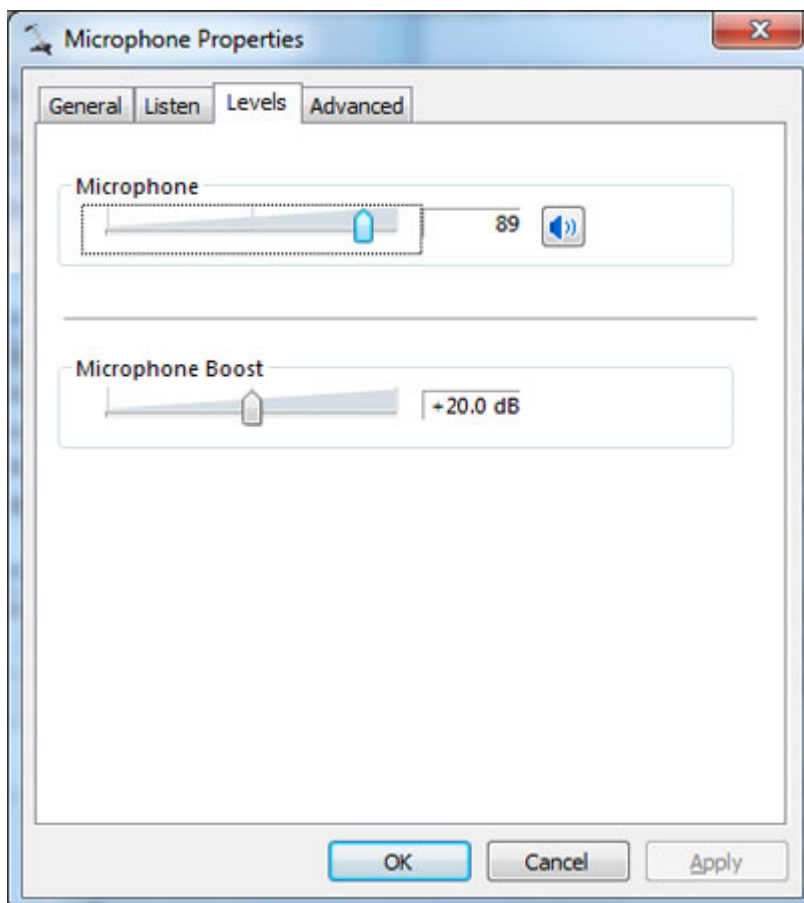 Microphone Properties
General Listen Levels Advanced
Microphone
89
Microphone Boost
+20.0 dB
OK Cancel Apply